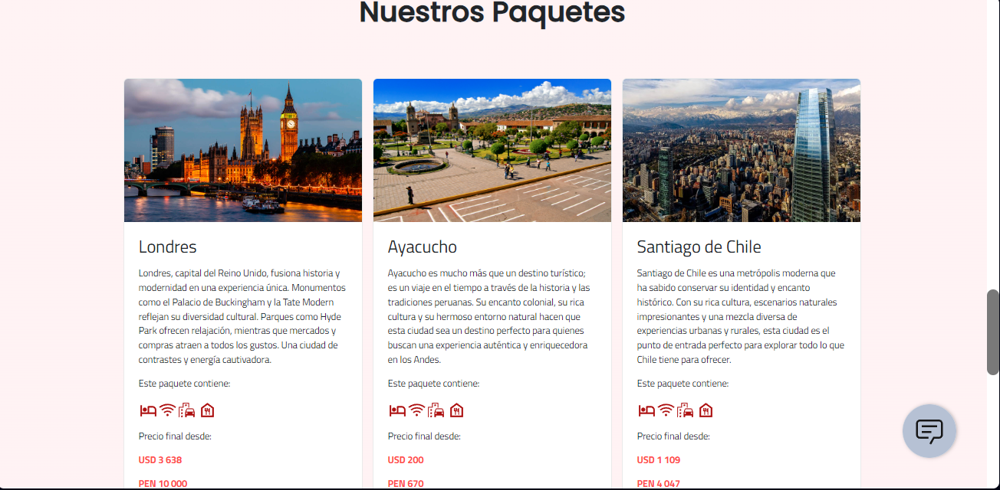 Nuestros Paquetes
Londres
Londres, capital del Reino Unido, fusiona historia y
modernidad en una experiencia única. Monumentos
como el Palacio de Buckingham y la Tate Modern
reflejan su diversidad cultural. Parques como Hyde
Park ofrecen relajación, mientras que mercados y
compras atraen a todos los gustos. Una ciudad de
contrastes y energía cautivadora.
Este paquete contiene:
Precio final desde:
USD 3 638
PEN 10 000
Ayacucho
Ayacucho es mucho más que un destino turístico;
es un viaje en el tiempo a través de la historia y las
tradiciones peruanas. Su encanto colonial, su rica
cultura y su hermoso entorno natural hacen que
esta ciudad sea un destino perfecto para quienes
buscan una experiencia auténtica y enriquecedora
en los Andes.
Este paquete contiene:
Precio final desde:
USD 200
PEN 670
Santiago de Chile
Santiago de Chile es una metrópolis moderna que
ha sabido conservar su identidad y encanto
histórico. Con su rica cultura, escenarios naturales
impresionantes y una mezcla diversa de
experiencias urbanas y rurales, esta ciudad es el
punto de entrada perfecto para explorar todo lo que
Chile tiene para ofrecer.
Este paquete contiene:
Precio final desde:
USD 1 109
PEN 4 047